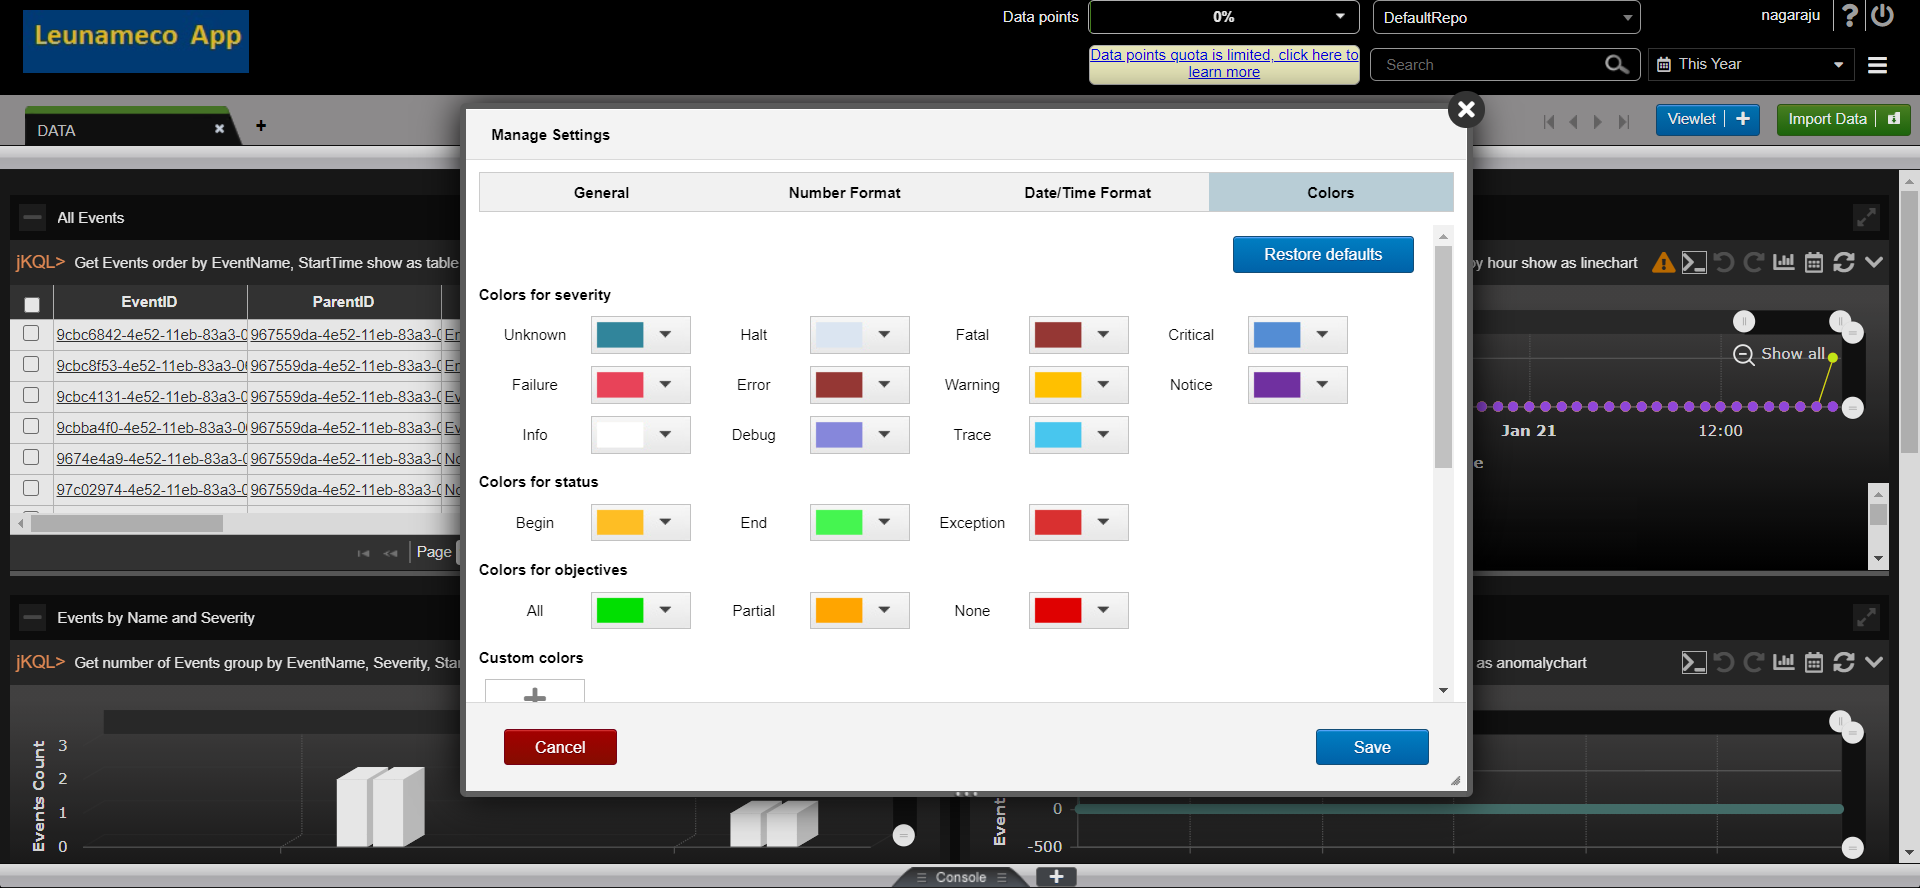 Leunameco App
Data points
0%
DefaultRepo
nagaraju
?
Data points quota is limited, click here to
learn more
Search
This Year
DATA
+
Viewlet +
Import Data
Manage Settings
General
Number Format
Date/Time Format
Colors
Restore defaults
Colors for severity
Unknown
Halt
Fatal
Critical
Failure
Error
Warning
Notice
Info
Debug
Trace
Colors for status
Begin
End
Exception
Colors for objectives
All
Partial
None
Custom colors
Cancel
Save
All Events
jKQL> Get Events order by EventName, StartTime show as table
EventID
ParentID
9cbc6842-4e52-11eb-83a3-0
967559da-4e52-11eb-83a3-0
Er
9cbc8f53-4e52-11eb-83a3-0
967559da-4e52-11eb-83a3-0
Er
9cbc4131-4e52-11eb-83a3-0
967559da-4e52-11eb-83a3-0
Ev
9cbba4f0-4e52-11eb-83a3-0
967559da-4e52-11eb-83a3-0
Ev
9674e4a9-4e52-11eb-83a3-0
967559da-4e52-11eb-83a3-0
No
97c02974-4e52-11eb-83a3-0
967559da-4e52-11eb-83a3-0
No
Page
by hour show as linechart
Show all
Jan 21
12:00
e
Events by Name and Severity
jKQL> Get number of Events group by EventName, Severity, Sta
Events Count
3
2
1
0
as anomalychart
Event
0
-500
Console
+